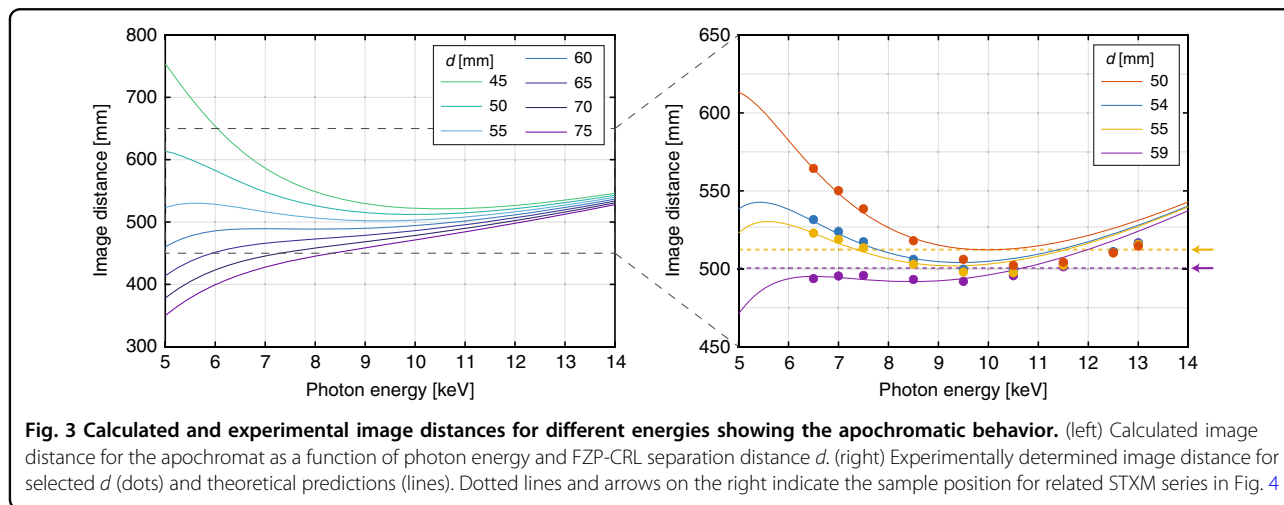 800
700
600
500
400
300
Image distance [mm]
5 6 7 8 9 10 11 12 13 14
Photon energy [keV]
d [mm]
45
50
55
60
65
70
75
650
600
550
500
450
Image distance [mm]
5 6 7 8 9 10 11 12 13 14
Photon energy [keV]
d [mm]
50
54
55
59
Fig. 3 Calculated and experimental image distances for different energies showing the apochromatic behavior. (left) Calculated image
distance for the apochromat as a function of photon energy and FZP-CRL separation distance d. (right) Experimentally determined image distance for
selected d (dots) and theoretical predictions (lines). Dotted lines and arrows on the right indicate the sample position for related STXM series in Fig. 4